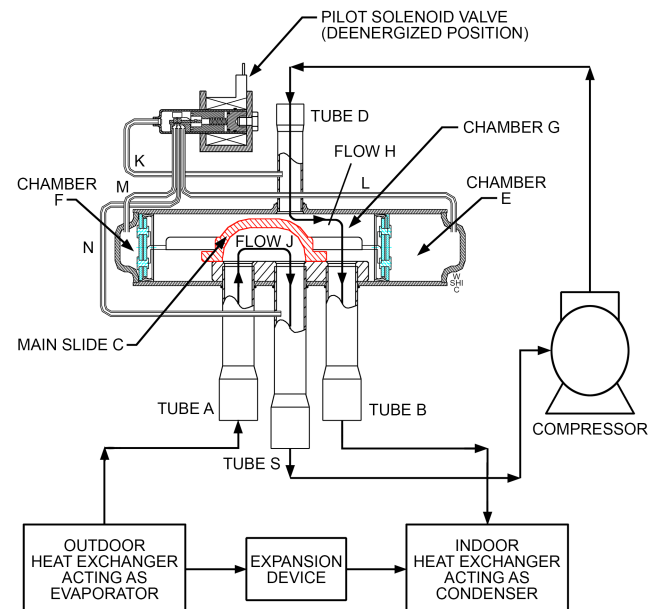 PILOT SOLENOID VALVE
(DEENERGIZED POSITION)
TUBE D
CHAMBER G
FLOW H
K
CHAMBER
F
M
L
CHAMBER
E
N
FLOW J
W
SHI
C
MAIN SLIDE C
TUBE A
TUBE B
COMPRESSOR
TUBE S
OUTDOOR
HEAT EXCHANGER
ACTING AS
EVAPORATOR
EXPANSION
DEVICE
INDOOR
HEAT EXCHANGER
ACTING AS
CONDENSER